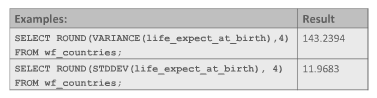 Examples: Result
SELECT ROUND(VARIANCE(life_expect_at_birth),4) 143.2394
FROM wf_countries;
SELECT ROUND(STDDEV(life_expect_at_birth), 4) 11.9683
FROM wf_countries;